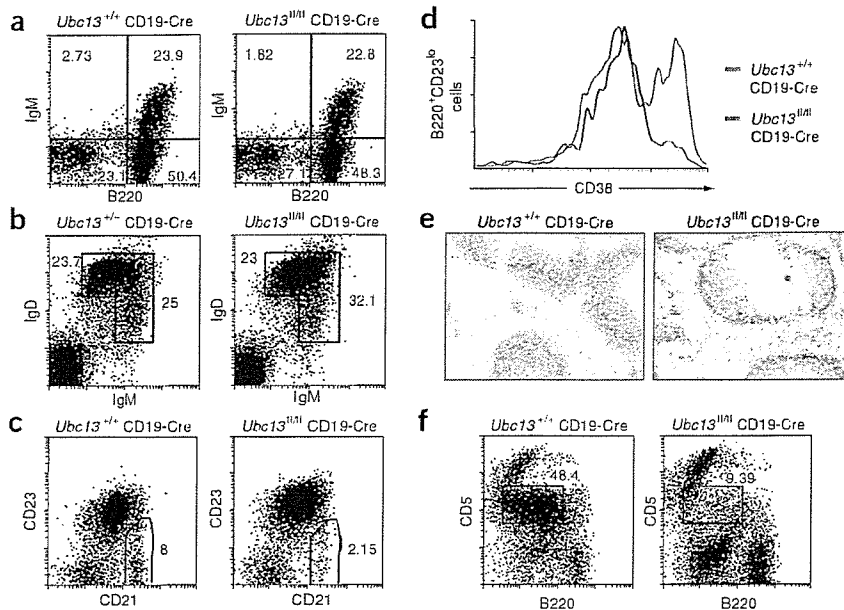 a
Ubc13+/+ CD19-Cre
Ubc13fl/fl CD19-Cre
2.73
23.9
23.1
50.4
1.82
22.8
27.1
48.3
IgM
IgM
B220
B220
b
Ubc13+/− CD19-Cre
Ubc13fl/fl CD19-Cre
23.7
25
23
32.1
IgD
IgD
IgM
IgM
c
Ubc13+/+ CD19-Cre
Ubc13fl/fl CD19-Cre
8
2.15
CD23
CD23
CD21
CD21
d
B220+CD23lo
cells
CD38
Ubc13+/+
CD19-Cre
Ubc13fl/fl
CD19-Cre
e
Ubc13+/+ CD19-Cre
Ubc13fl/fl CD19-Cre
f
Ubc13+/+ CD19-Cre
Ubc13fl/fl CD19-Cre
48.4
9.39
CD5
CD5
B220
B220